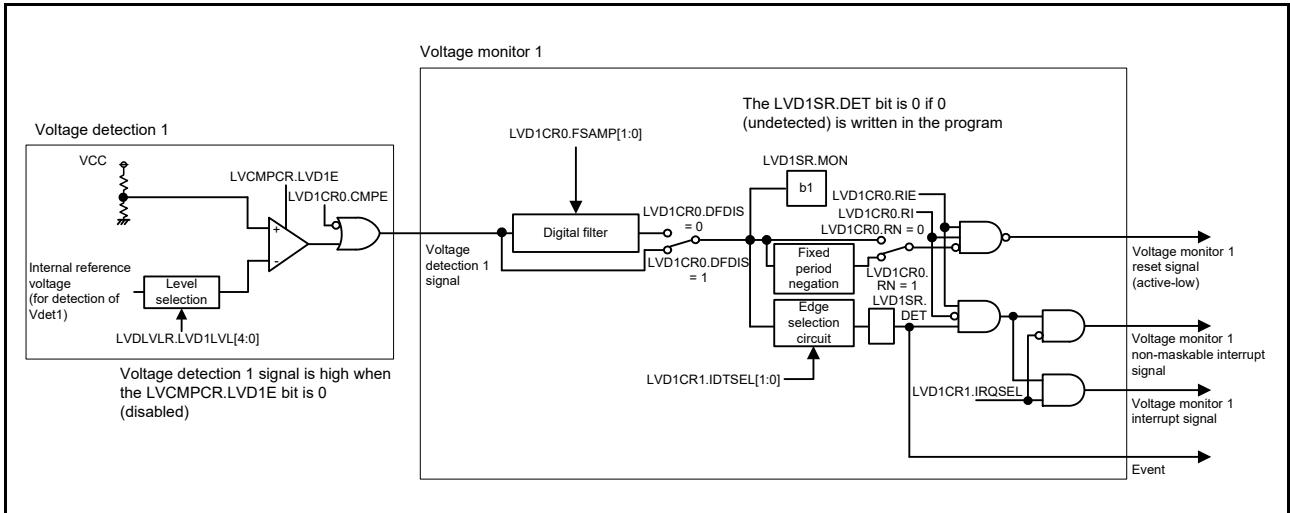 Voltage monitor 1
Voltage detection 1
VCC
LVCMPCR.LVD1E
LVD1CR0.CMPE
+
-
Internal reference
voltage
(for detection of
Vdet1)
Level
selection
LVDLVLR.LVD1LVL[4:0]
Voltage detection 1 signal is high when
the LVCMPCR.LVD1E bit is 0
(disabled)
Voltage
detection 1
signal
LVD1CR0.FSAMP[1:0]
Digital filter
LVD1CR0.DFDIS
= 0
LVD1CR0.DFDIS
= 1
The LVD1SR.DET bit is 0 if 0
(undetected) is written in the program
LVD1SR.MON
b1
LVD1CR0.RIE
LVD1CR0.RI
LVD1CR0.RN = 0
Fixed
period
negation
LVD1CR0.
RN = 1
LVD1SR.
DET
Edge
selection
circuit
LVD1CR1.IDTSEL[1:0]
LVD1CR1.IRQSEL
Voltage monitor 1
reset signal
(active-low)
Voltage monitor 1
non-maskable interrupt
signal
Voltage monitor 1
interrupt signal
Event